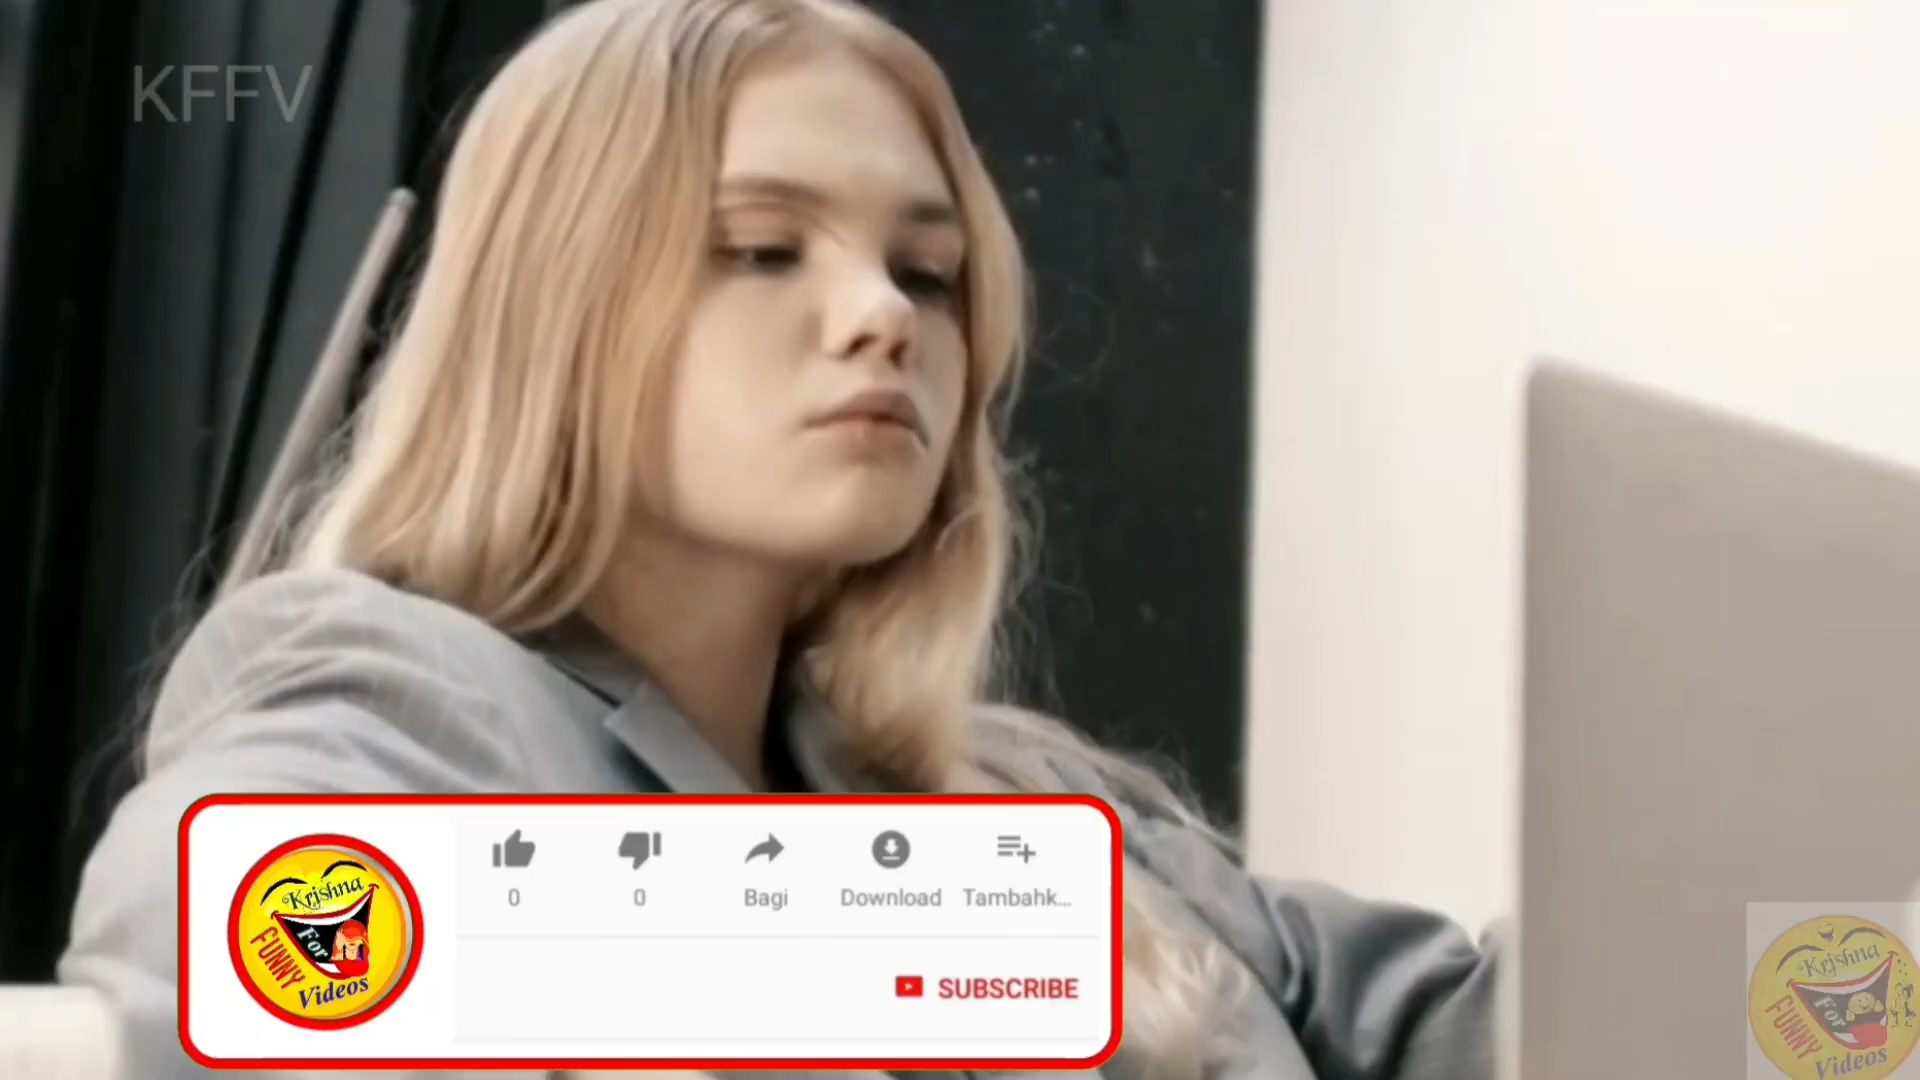 KFFV
Krishna
For
FUNNY
Videos
0
0
Bagi
Download
Tambahk...
SUBSCRIBE
Krishna
For
FUNNY
Videos